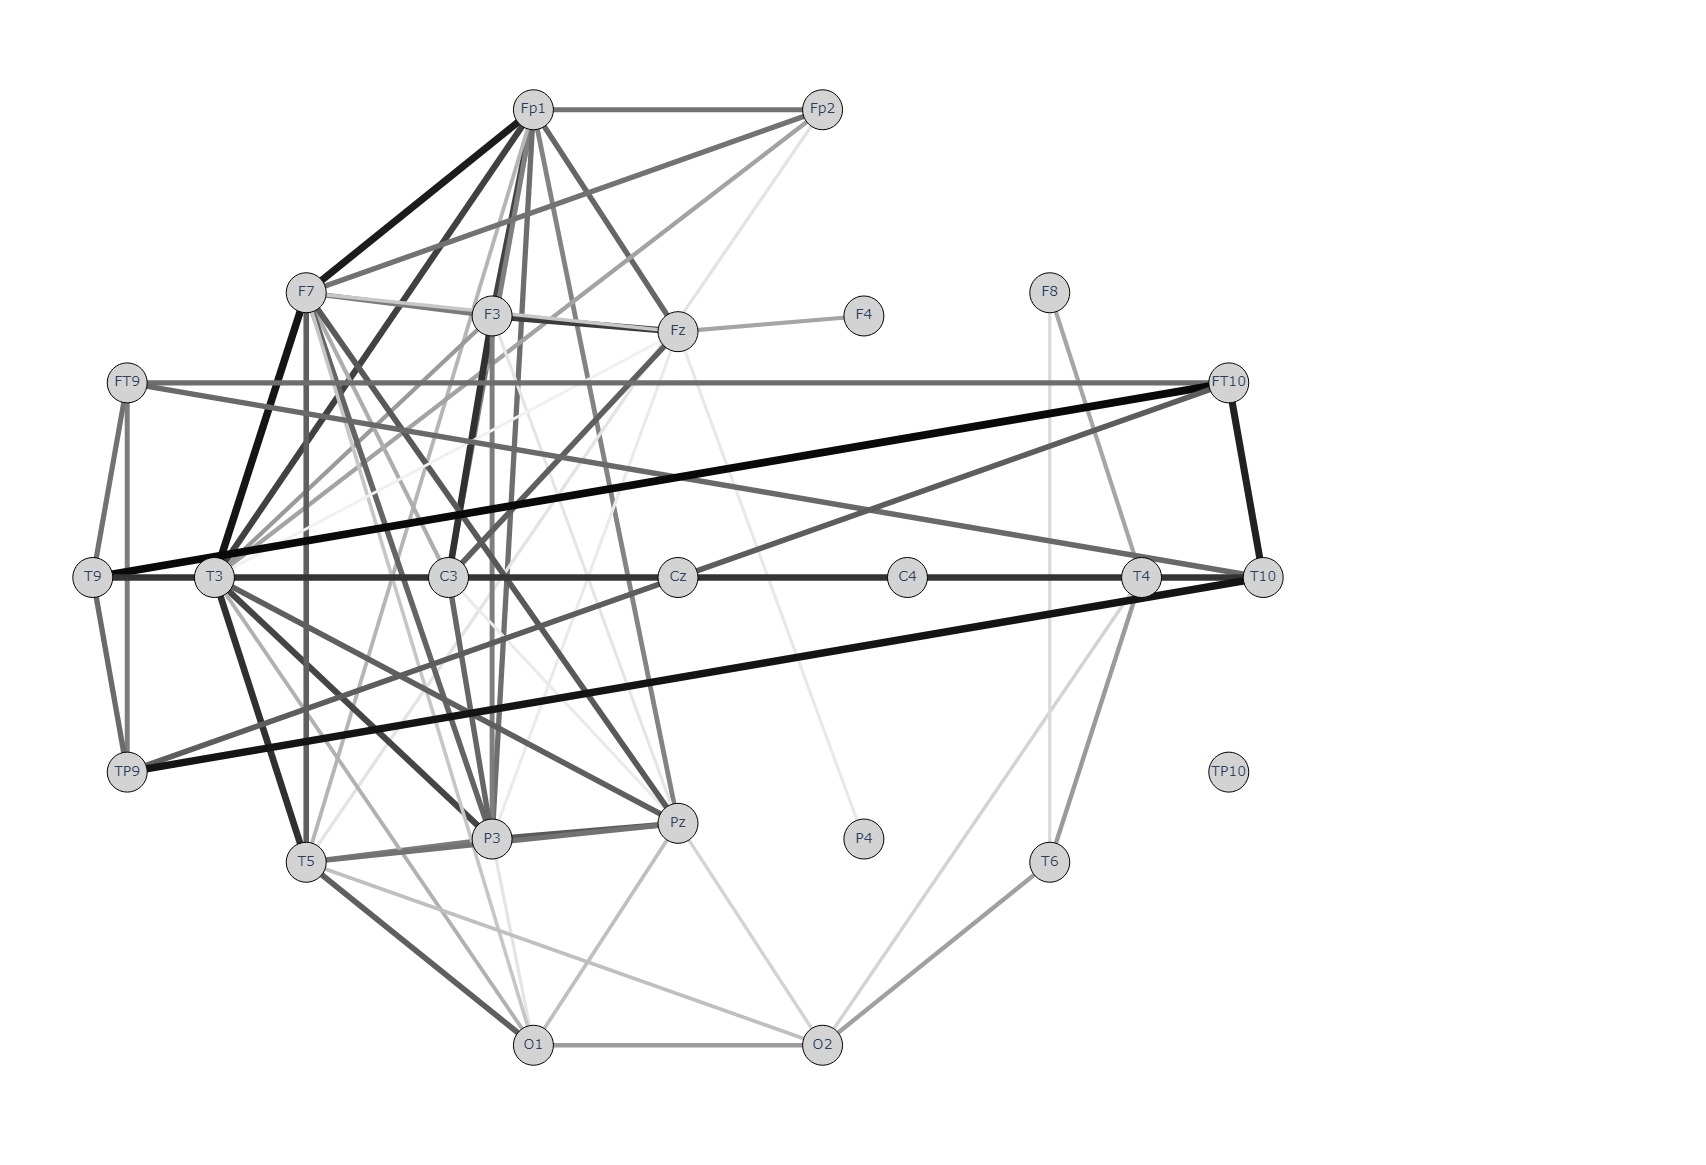 Fp1 Fp2
F7 F3 Fz F4 F8
FT9 FT10
T9 T3 C3 Cz C4 T4 T10
TP9 TP10
T5 P3 Pz P4 T6
O1 O2